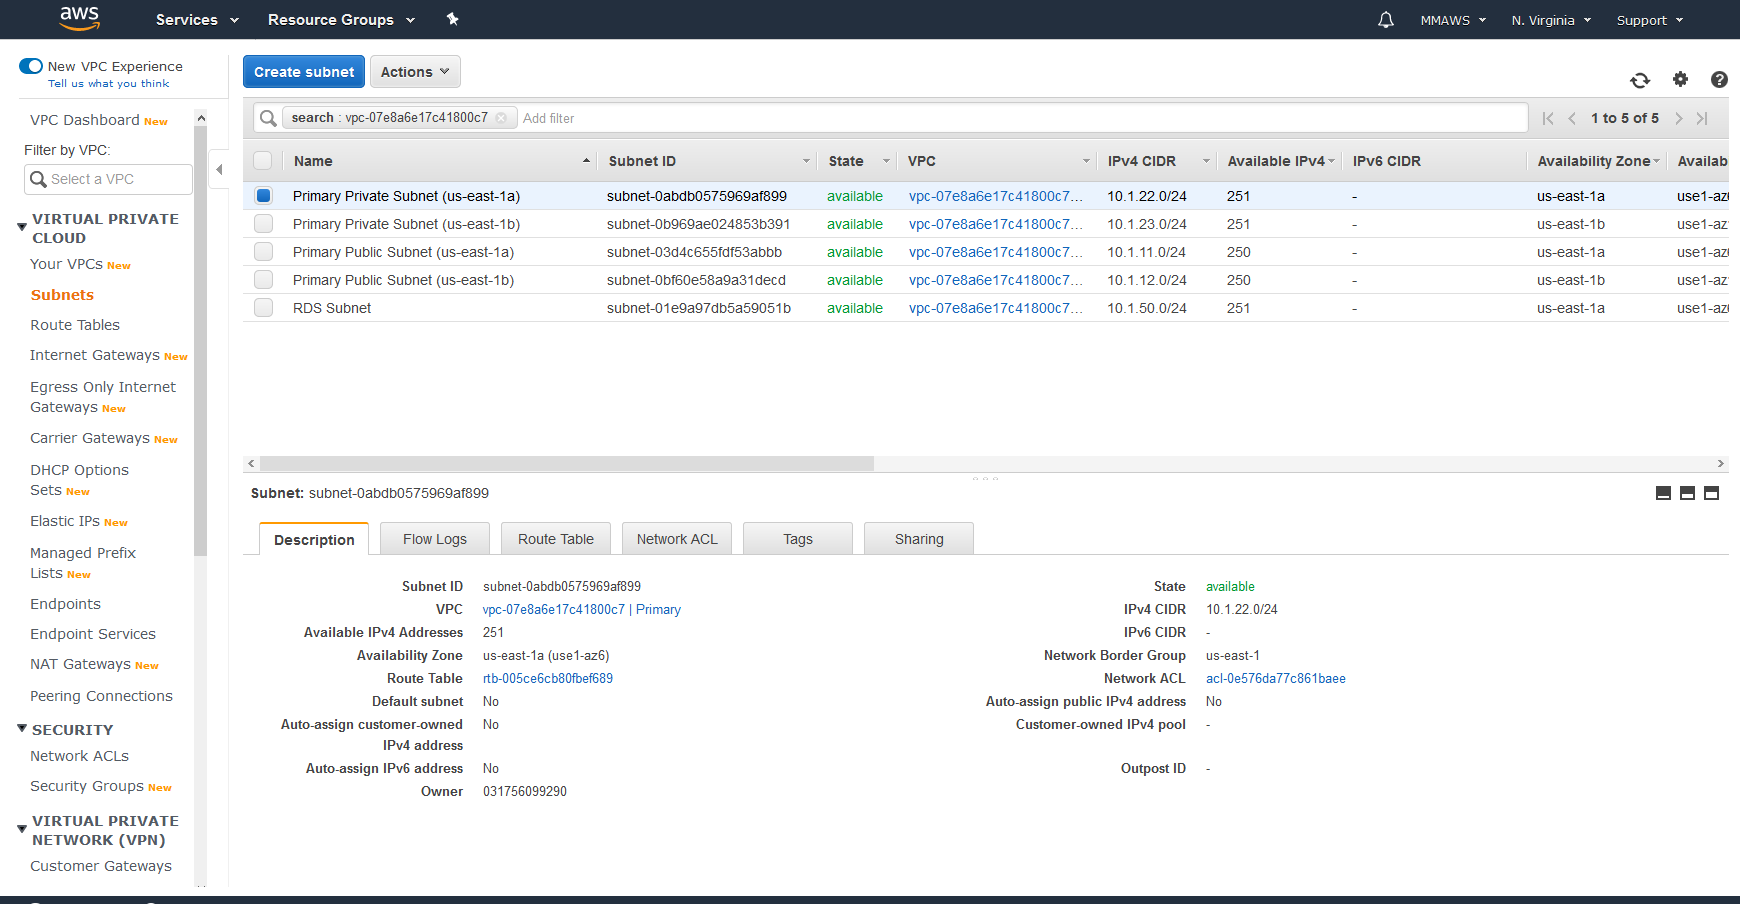 aws Services Resource Groups MMAWS N. Virginia Support
New VPC Experience
Tell us what you think
VPC Dashboard New
Filter by VPC:
Select a VPC
VIRTUAL PRIVATE
CLOUD
Your VPCs New
Subnets
Route Tables
Internet Gateways New
Egress Only Internet
Gateways New
Carrier Gateways New
DHCP Options
Sets New
Elastic IPs New
Managed Prefix
Lists New
Endpoints
Endpoint Services
NAT Gateways New
Peering Connections
SECURITY
Network ACLs
Security Groups New
VIRTUAL PRIVATE
NETWORK (VPN)
Customer Gateways
Create subnet Actions
search : vpc-07e8a6e17c41800c7 Add filter 1 to 5 of 5
Name Subnet ID State VPC IPv4 CIDR Available IPv4 IPv6 CIDR Availability Zone Availab
Primary Private Subnet (us-east-1a) subnet-0abdb0575969af899 available vpc-07e8a6e17c41800c7... 10.1.22.0/24 251 - us-east-1a use1-az
Primary Private Subnet (us-east-1b) subnet-0b969ae024853b391 available vpc-07e8a6e17c41800c7... 10.1.23.0/24 251 - us-east-1b use1-az
Primary Public Subnet (us-east-1a) subnet-03d4c655fdf53abbb available vpc-07e8a6e17c41800c7... 10.1.11.0/24 250 - us-east-1a use1-az
Primary Public Subnet (us-east-1b) subnet-0bf60e58a9a31decd available vpc-07e8a6e17c41800c7... 10.1.12.0/24 250 - us-east-1b use1-az
RDS Subnet subnet-01e9a97db5a59051b available vpc-07e8a6e17c41800c7... 10.1.50.0/24 251 - us-east-1a use1-az
Subnet: subnet-0abdb0575969af899
Description Flow Logs Route Table Network ACL Tags Sharing
Subnet ID subnet-0abdb0575969af899 State available
VPC vpc-07e8a6e17c41800c7 | Primary IPv4 CIDR 10.1.22.0/24
Available IPv4 Addresses 251 IPv6 CIDR -
Availability Zone us-east-1a (use1-az6) Network Border Group us-east-1
Route Table rtb-005ce6cb80fbef689 Network ACL acl-0e576da77c861baee
Default subnet No Auto-assign public IPv4 address No
Auto-assign customer-owned No Customer-owned IPv4 pool -
IPv4 address
Auto-assign IPv6 address No Outpost ID -
Owner 031756099290